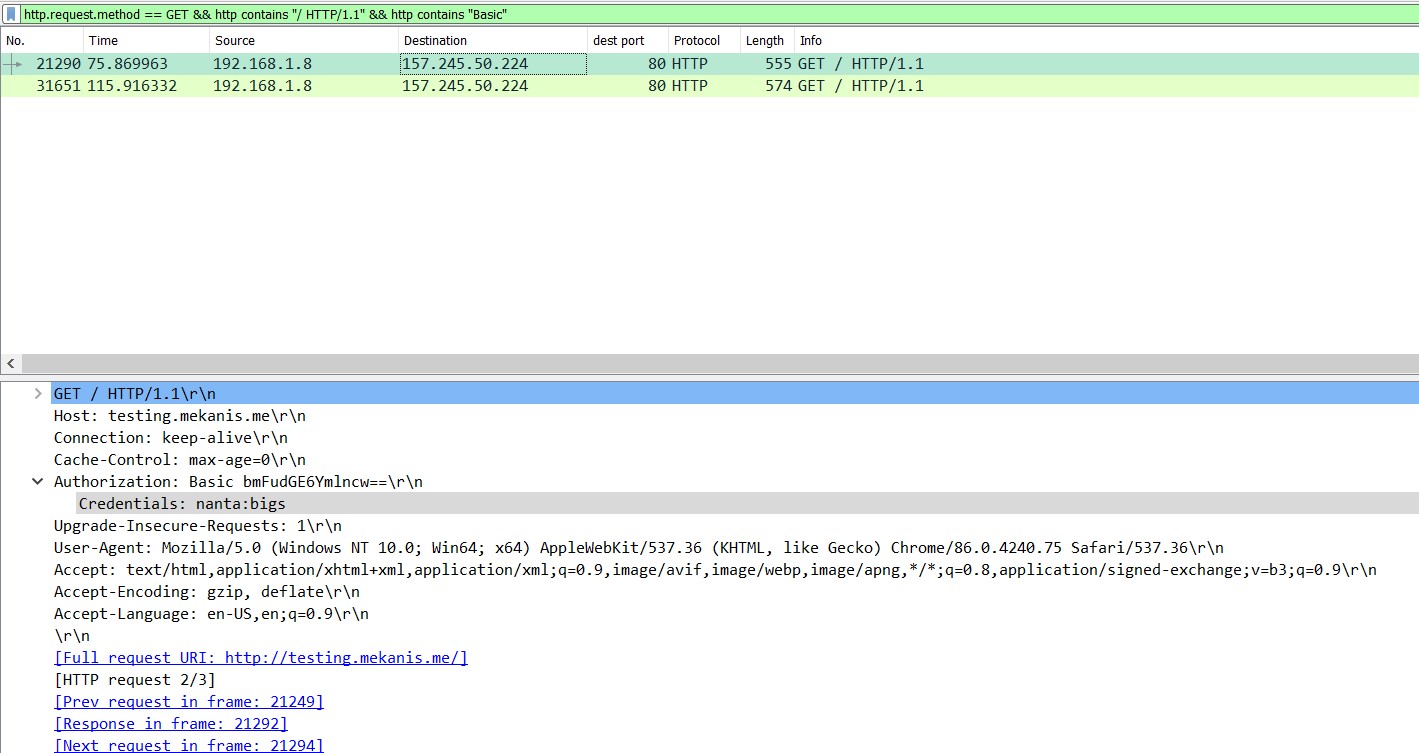 http.request.method == GET && http contains "/ HTTP/1.1" && http contains "Basic"
No. Time Source Destination dest port Protocol Length Info
21290 75.869963 192.168.1.8 157.245.50.224 80 HTTP 555 GET / HTTP/1.1
31651 115.916332 192.168.1.8 157.245.50.224 80 HTTP 574 GET / HTTP/1.1
GET / HTTP/1.1\r\n
Host: testing.mekanis.me\r\n
Connection: keep-alive\r\n
Cache-Control: max-age=0\r\n
Authorization: Basic bmFudGE6Ymlncw==\r\n
Credentials: nanta:bigs
Upgrade-Insecure-Requests: 1\r\n
User-Agent: Mozilla/5.0 (Windows NT 10.0; Win64; x64) AppleWebKit/537.36 (KHTML, like Gecko) Chrome/86.0.4240.75 Safari/537.36\r\n
Accept: text/html,application/xhtml+xml,application/xml;q=0.9,image/avif,image/webp,image/apng,*/*;q=0.8,application/signed-exchange;v=b3;q=0.9\r\n
Accept-Encoding: gzip, deflate\r\n
Accept-Language: en-US,en;q=0.9\r\n
\r\n
[Full request URI: http://testing.mekanis.me/]
[HTTP request 2/3]
[Prev request in frame: 21249]
[Response in frame: 21292]
[Next request in frame: 21294]